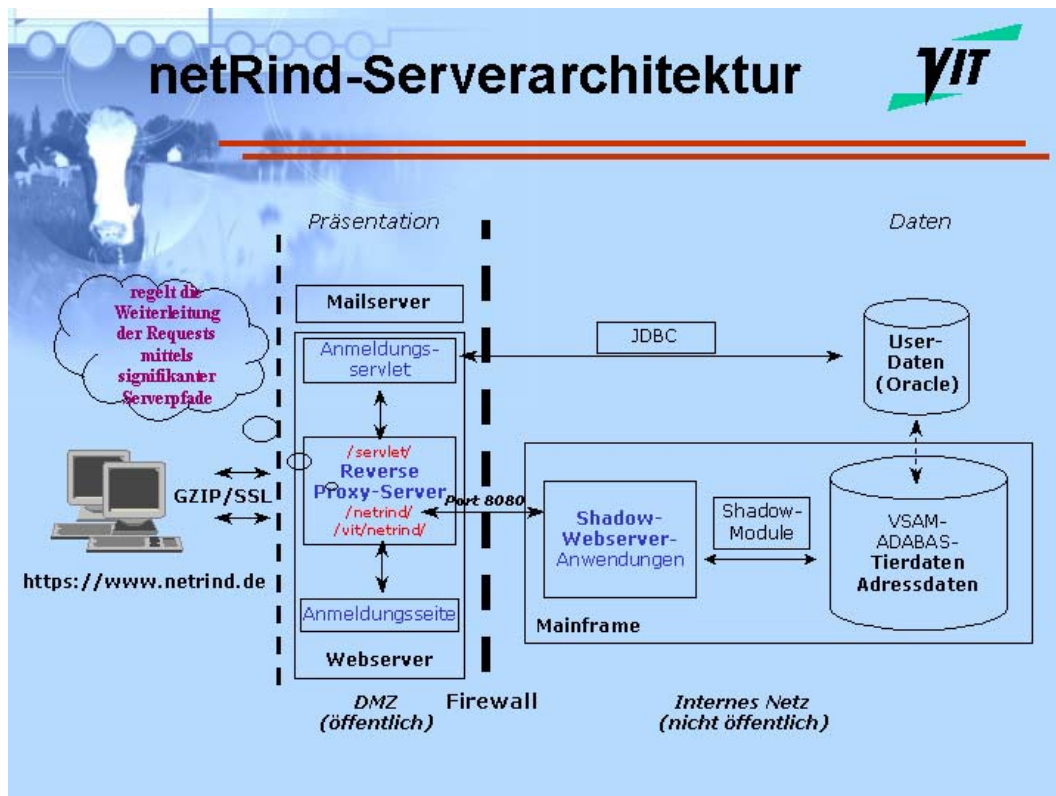 netRind-Serverarchitektur
VIT
Präsentation
Daten
regelt die
Weiterleitung
der Requests
mittels
signifikanter
Serverpfade
Mailserver
Anmeldungs-
servlet
JDBC
User-
Daten
(Oracle)
/servlet/
Reverse
Proxy-Server
/netrind/
/vit/netrind/
GZIP/SSL
Port 8080
Shadow-
Webserver-
Anwendungen
Shadow-
Module
VSAM-
ADABAS-
Tierdaten
Adressdaten
https://www.netrind.de
Anmeldungsseite
Mainframe
Webserver
DMZ
(öffentlich)
Firewall
Internes Netz
(nicht öffentlich)